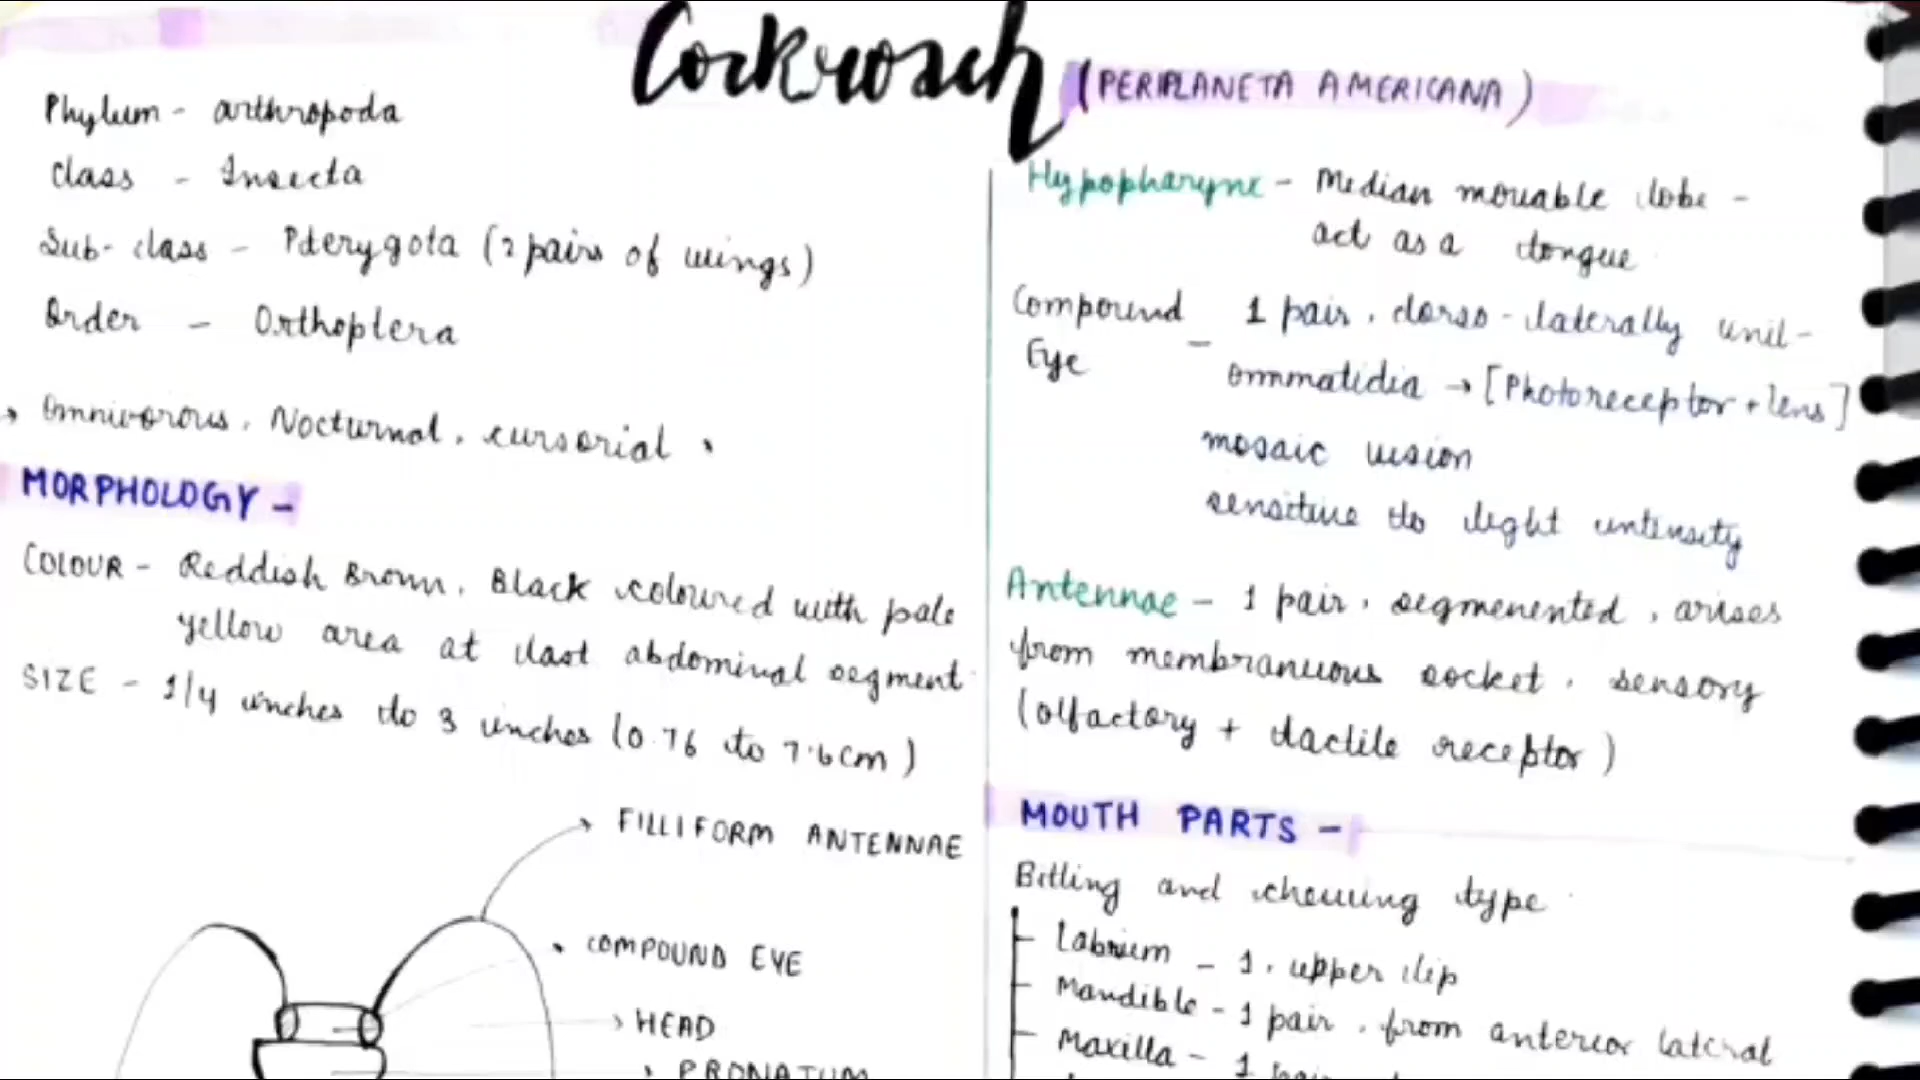 Cockroach (PERIPLANETA AMERICANA)
Phylum - arthropoda
Class - Insecta
Sub-class - Pterygota (2 pairs of wings)
Order - Orthoptera
→ Omnivorous, Nocturnal, cursorial.
MORPHOLOGY -
COLOUR - Reddish Brown, Black coloured with pale
yellow area at last abdominal segment
SIZE - 1/4 inches to 3 inches (0.76 to 7.6cm)
FILLIFORM ANTENNAE
COMPOUND EYE
HEAD
PRONATUM
Hypopharynx - Median movable lobe -
act as a tongue
Compound Eye - 1 pair, dorso-laterally
ommatidia → [Photoreceptor + lens]
mosaic vision
sensitive to light intensity
Antennae - 1 pair, segmenented, arises
from membranuous socket, sensory
(olfactory + tactile receptor)
MOUTH PARTS -
Bitling and chewing type
Labrum - 1, upper lip
Mandible - 1 pair, from anterior lateral
Maxilla - 1 pair